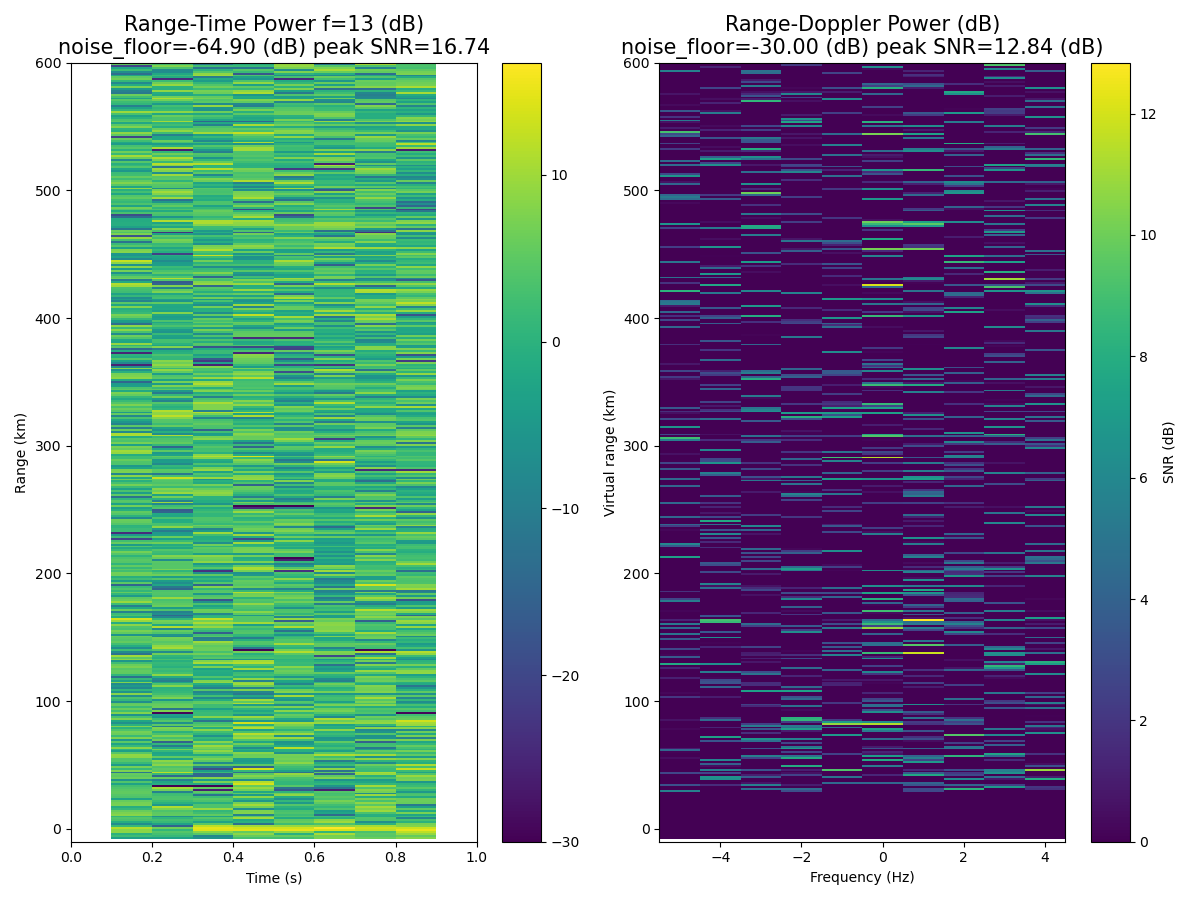 Range-Time Power f=13 (dB)
noise_floor=-64.90 (dB) peak SNR=16.74
Range (km)
600
500
400
300
200
100
0
0.0 0.2 0.4 0.6 0.8 1.0
Time (s)
10
0
−10
−20
−30
Range-Doppler Power (dB)
noise_floor=-30.00 (dB) peak SNR=12.84 (dB)
Virtual range (km)
600
500
400
300
200
100
0
−4 −2 0 2 4
Frequency (Hz)
12
10
8
6
4
2
0
SNR (dB)